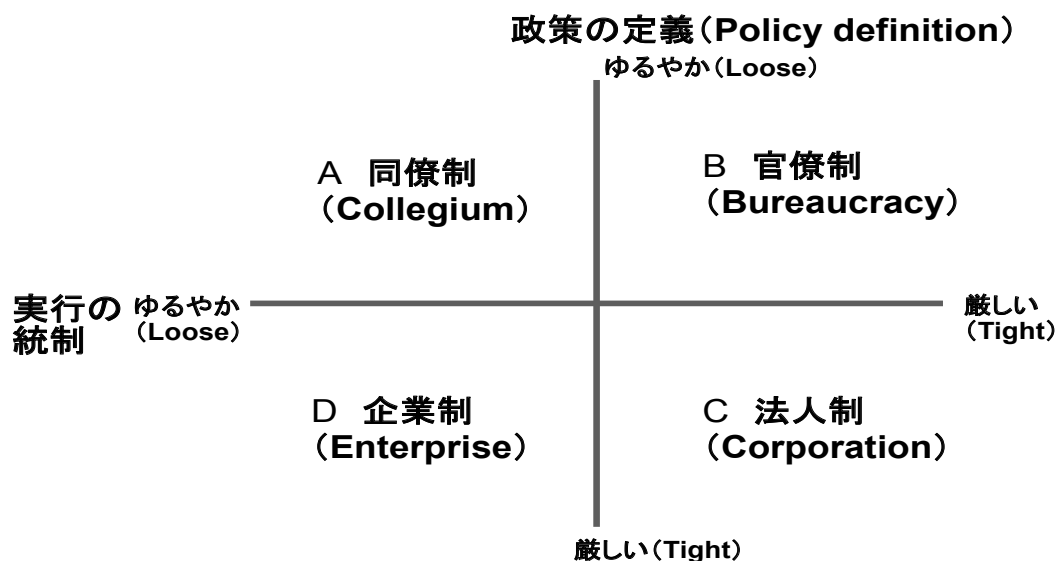 政策の定義（Policy definition）
ゆるやか（Loose）
A 同僚制
（Collegium）
B 官僚制
（Bureaucracy）
実行の
統制
ゆるやか
（Loose）
厳しい
（Tight）
D 企業制
（Enterprise）
C 法人制
（Corporation）
厳しい（Tight）